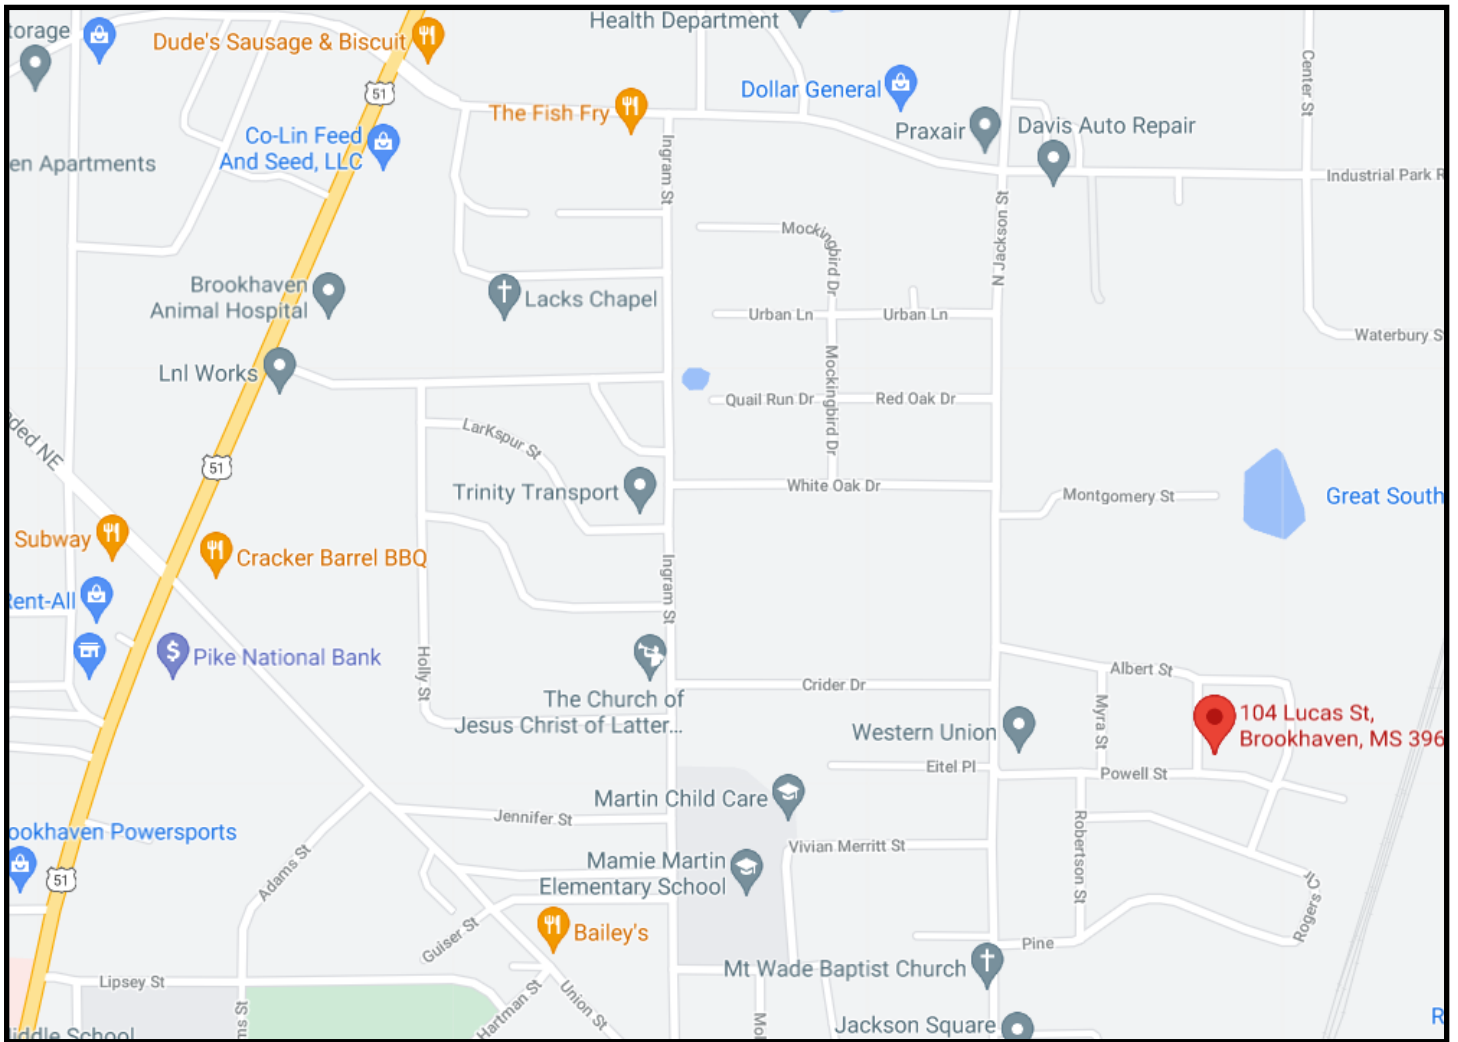 Health Department
torage
Dude's Sausage & Biscuit
51
Dollar General
The Fish Fry
Center St
Praxair
Davis Auto Repair
Co-Lin Feed
And Seed, LLC
en Apartments
Ingram St
Industrial Park R
Mockingbird Dr
N Jackson St
Brookhaven
Animal Hospital
Lacks Chapel
Urban Ln
Urban Ln
Waterbury S
Lnl Works
Mockingbird Dr
Quail Run Dr
Red Oak Dr
ded NE
LarKspur St
51
Trinity Transport
White Oak Dr
Montgomery St
Great South
Subway
Cracker Barrel BBQ
Ingram St
Rent-All
Pike National Bank
Holly St
Albert St
Crider Dr
The Church of
Jesus Christ of Latter...
Myra St
104 Lucas St,
Brookhaven, MS 396
Western Union
Eitel Pl
Powell St
Martin Child Care
Jennifer St
ookhaven Powersports
Robertson St
Vivian Merritt St
Adams St
Mamie Martin
Elementary School
51
Rogers Cir
Guiser St
Bailey's
Pine
Mt Wade Baptist Church
Lipsey St
Hartman St
Union St
ms St
Mol
Jackson Square
R
iddle School